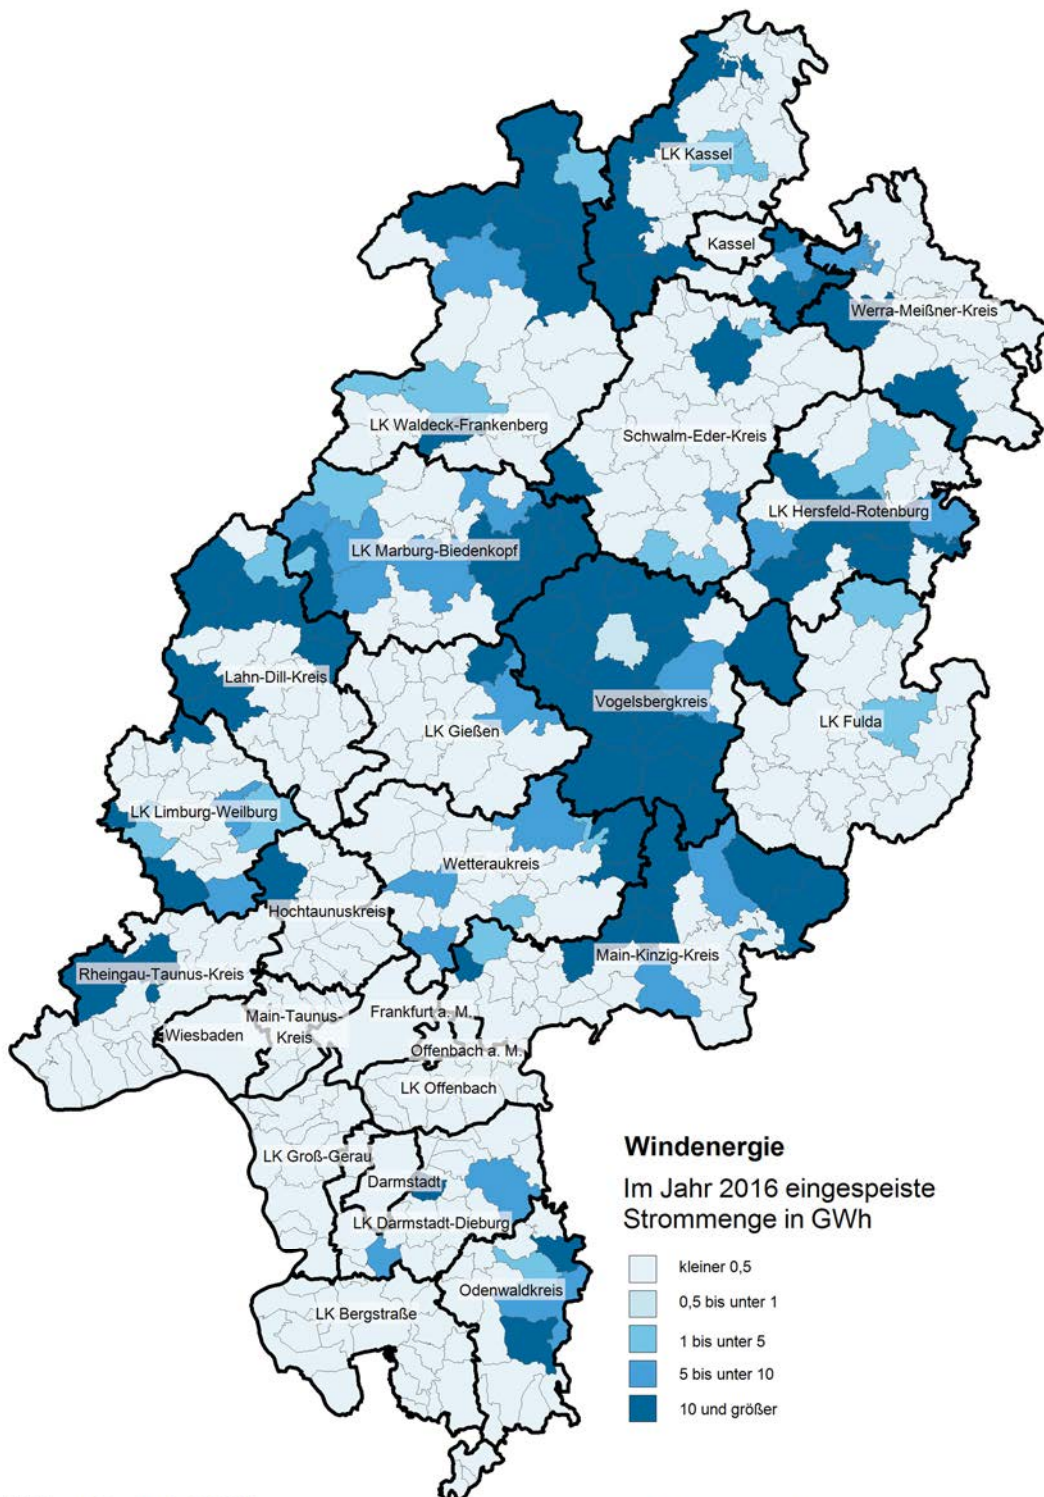 LK Kassel
Kassel
Werra-Meißner-Kreis
LK Waldeck-Frankenberg
Schwalm-Eder-Kreis
LK Hersfeld-Rotenburg
LK Marburg-Biedenkopf
Lahn-Dill-Kreis
Vogelsbergkreis
LK Gießen
LK Fulda
LK Limburg-Weilburg
Wetteraukreis
Hochtaunuskreis
Main-Kinzig-Kreis
Rheingau-Taunus-Kreis
Main-Taunus-
Kreis
Frankfurt a. M.
Wiesbaden
Offenbach a. M.
LK Offenbach
LK Groß-Gerau
Darmstadt
LK Darmstadt-Dieburg
Odenwaldkreis
LK Bergstraße
Windenergie
Im Jahr 2016 eingespeiste
Strommenge in GWh
kleiner 0,5
0,5 bis unter 1
1 bis unter 5
5 bis unter 10
10 und größer